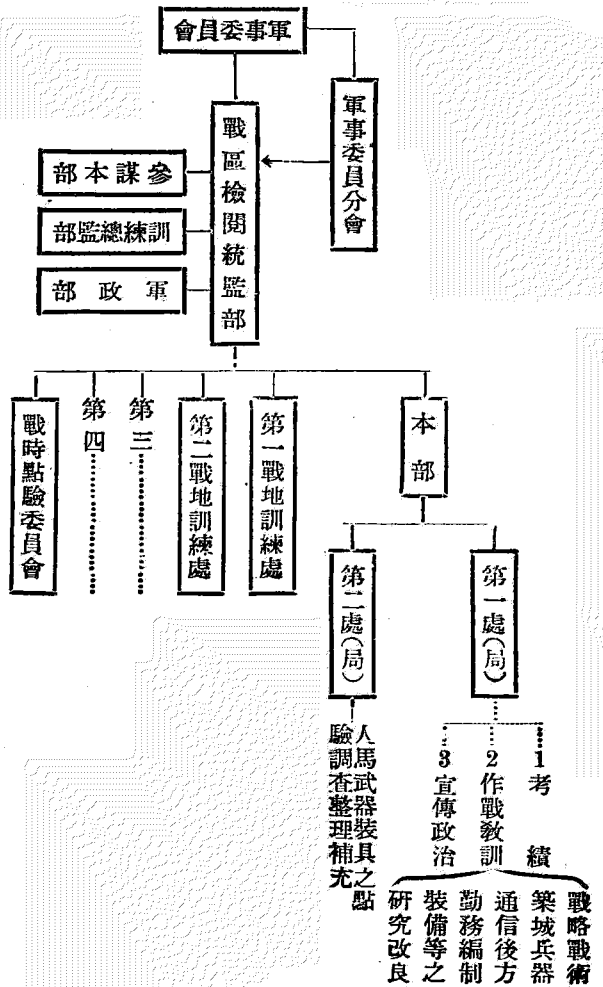 軍事委員會
軍事委員分會
戰區檢閱統監部
參謀本部
訓練總監部
軍政部
本部
第一戰地訓練處
第二戰地訓練處
第三
第四
戰時點驗委員會
第一處(局)
第二處(局)
1考績
2作戰敎訓
3宣傳政治
人馬武器裝具之點
驗調查整理補充
戰略戰術
築城兵器
通信後方
勤務編制
裝備等之
硏究改良